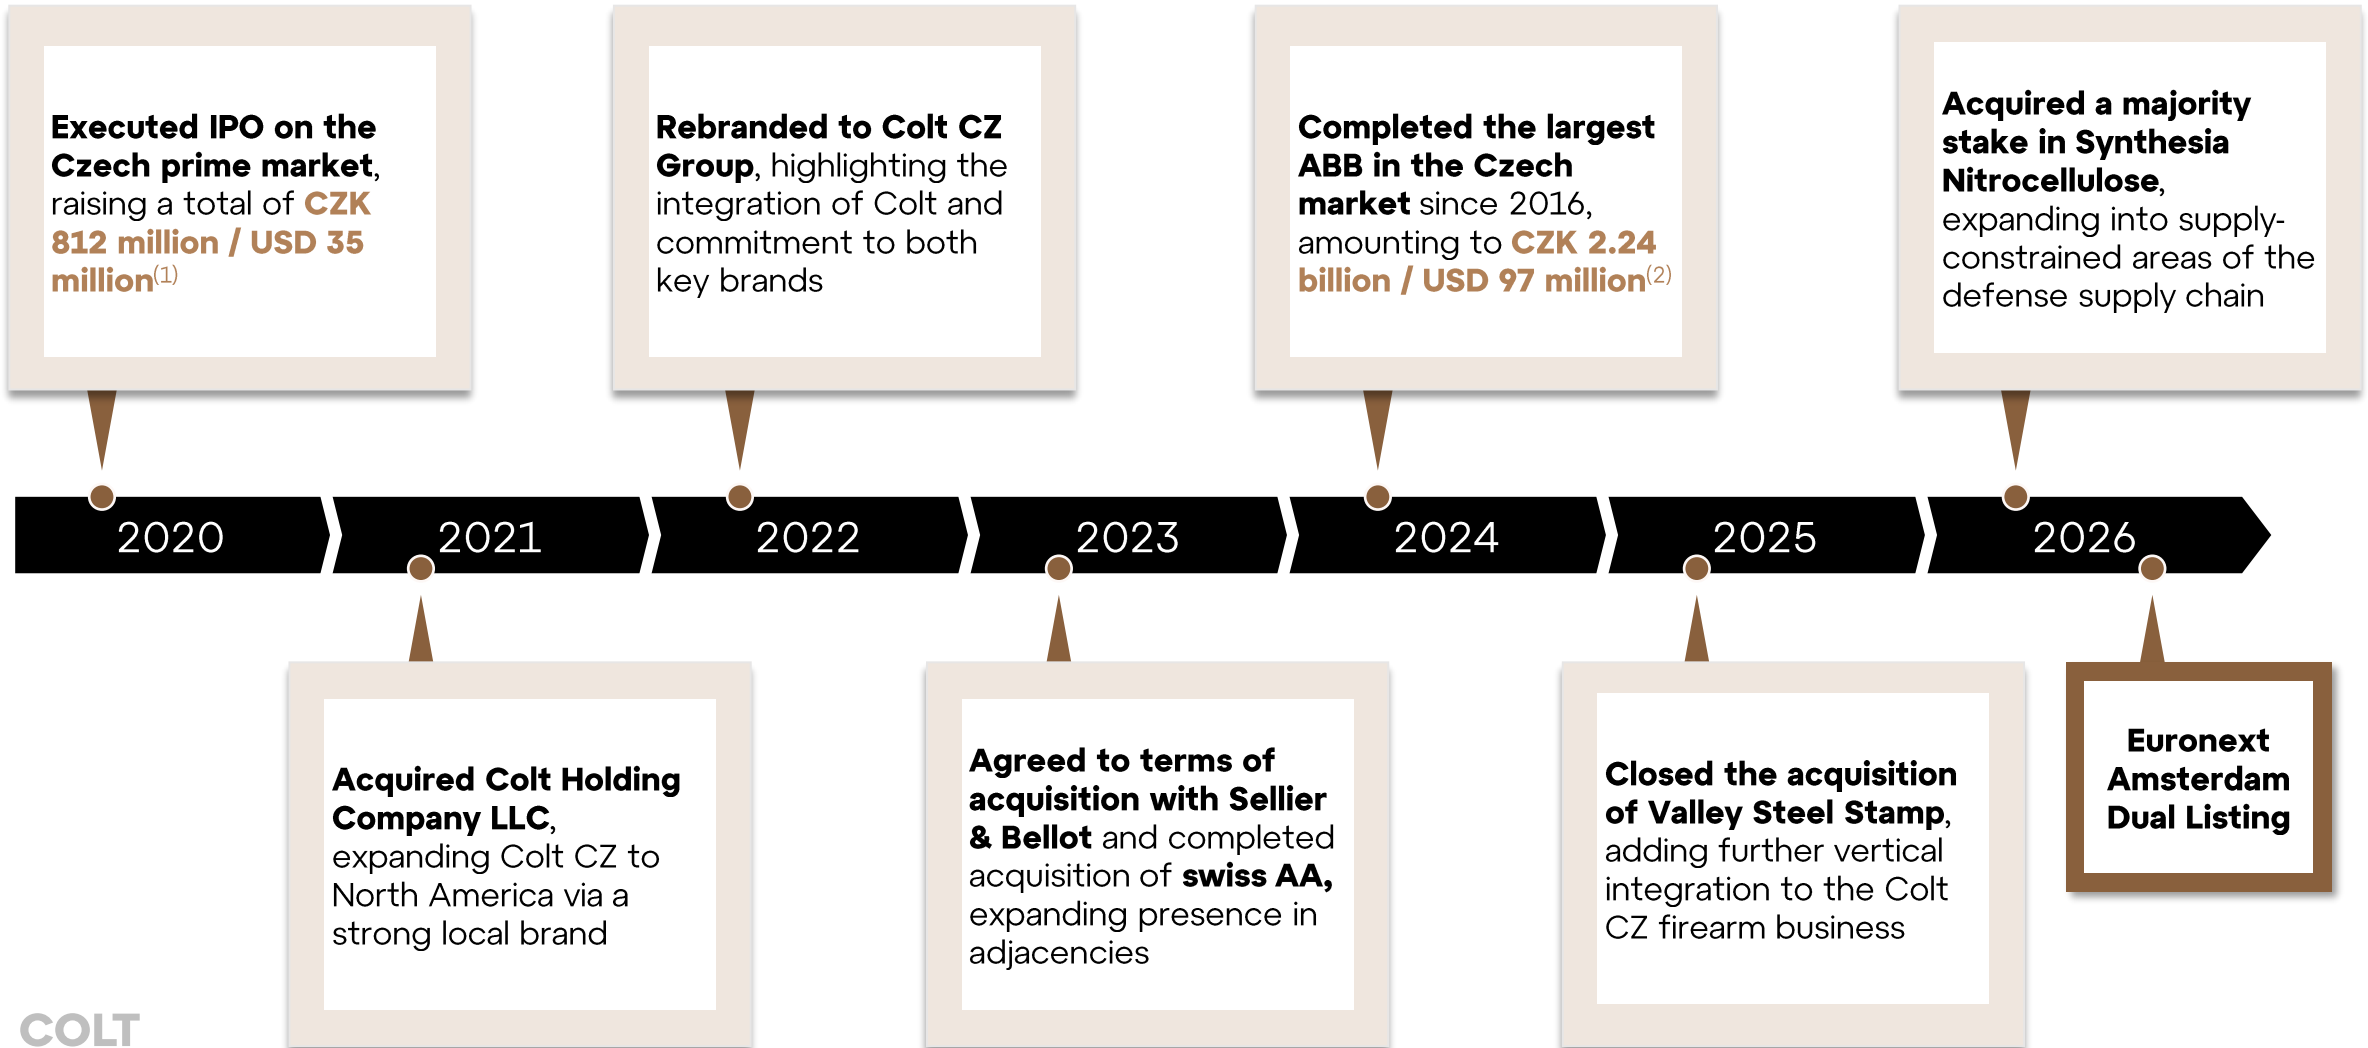 Executed IPO on the
Czech prime market,
raising a total of CZK
812 million / USD 35
million(1)
Rebranded to Colt CZ
Group, highlighting the
integration of Colt and
commitment to both
key brands
Completed the largest
ABB in the Czech
market since 2016,
amounting to CZK 2.24
billion / USD 97 million(2)
Acquired a majority
stake in Synthesia
Nitrocellulose,
expanding into supply-
constrained areas of the
defense supply chain
2020
2021
2022
2023
2024
2025
2026
Acquired Colt Holding
Company LLC,
expanding Colt CZ to
North America via a
strong local brand
Agreed to terms of
acquisition with Sellier
& Bellot and completed
acquisition of swiss AA,
expanding presence in
adjacencies
Closed the acquisition
of Valley Steel Stamp,
adding further vertical
integration to the Colt
CZ firearm business
Euronext
Amsterdam
Dual Listing
COLT